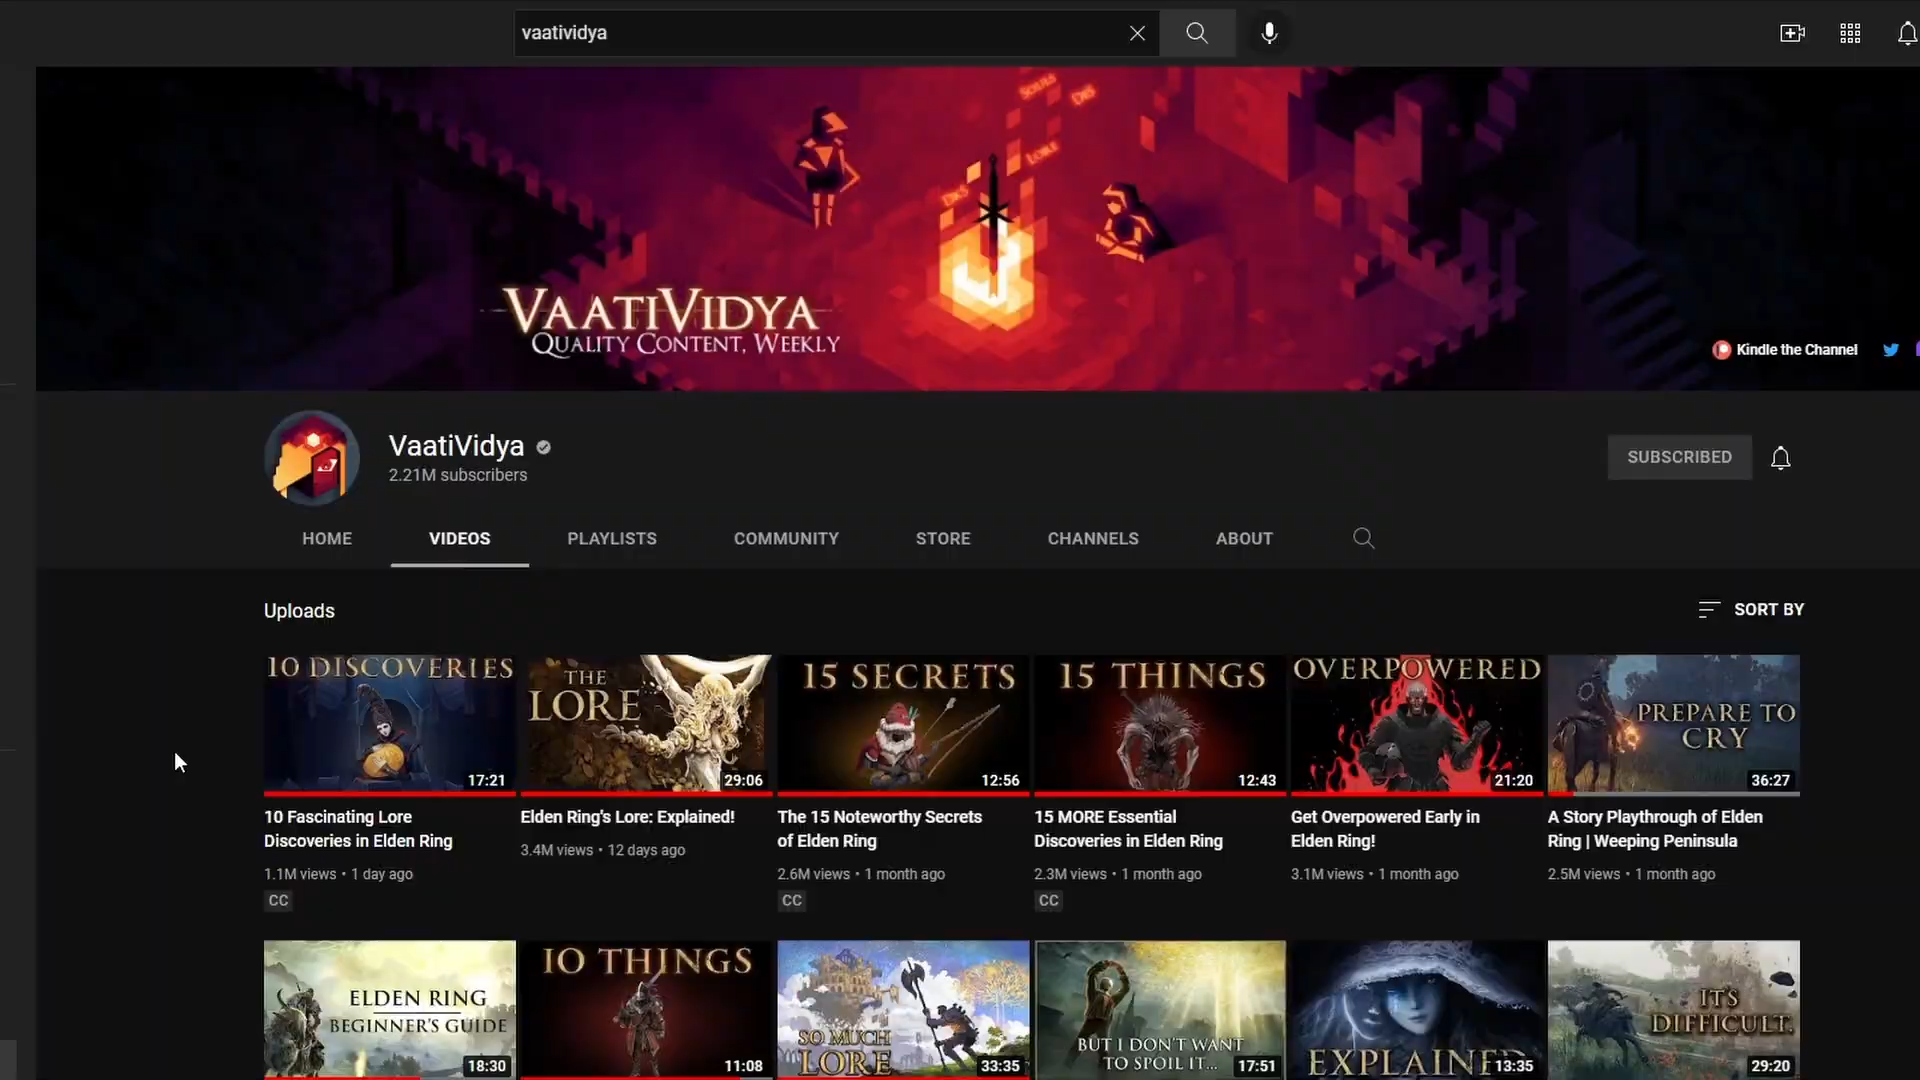 vaatividya
SOULS
DKS
LORE
DKS
VAATIVIDYA
QUALITY CONTENT, WEEKLY
Kindle the Channel
VaatiVidya
2.21M subscribers
SUBSCRIBED
HOME
VIDEOS
PLAYLISTS
COMMUNITY
STORE
CHANNELS
ABOUT
Uploads
SORT BY
10 DISCOVERIES
17:21
THE
LORE
29:06
15 SECRETS
12:56
15 THINGS
12:43
OVERPOWERED
21:20
PREPARE TO
CRY
36:27
10 Fascinating Lore
Discoveries in Elden Ring
1.1M views • 1 day ago
CC
Elden Ring's Lore: Explained!
3.4M views • 12 days ago
The 15 Noteworthy Secrets
of Elden Ring
2.6M views • 1 month ago
CC
15 MORE Essential
Discoveries in Elden Ring
2.3M views • 1 month ago
CC
Get Overpowered Early in
Elden Ring!
3.1M views • 1 month ago
A Story Playthrough of Elden
Ring | Weeping Peninsula
2.5M views • 1 month ago
ELDEN RING
BEGINNER'S GUIDE
18:30
10 THINGS
11:08
SO MUCH
LORE
33:35
BUT I DON'T WANT
TO SPOIL IT...
17:51
EXPLAINED
13:35
IT'S
DIFFICULT.
29:20